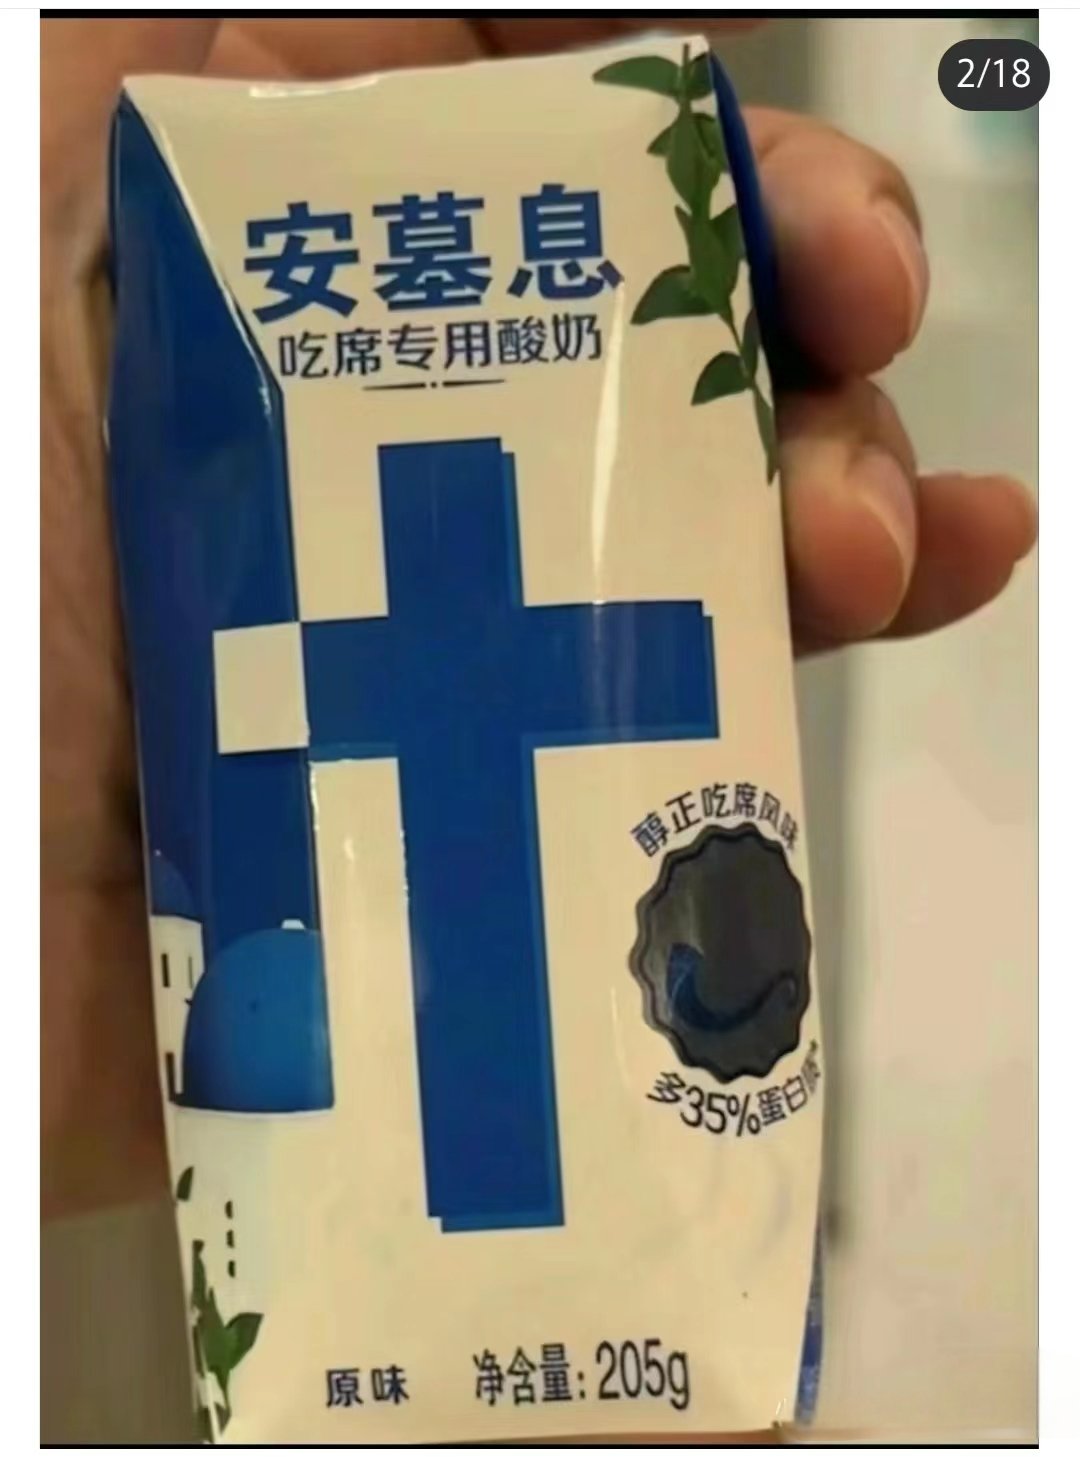 2/18
安墓息
吃席专用酸奶
醇正吃席风味
多35%蛋白质
原味
净含量:205g